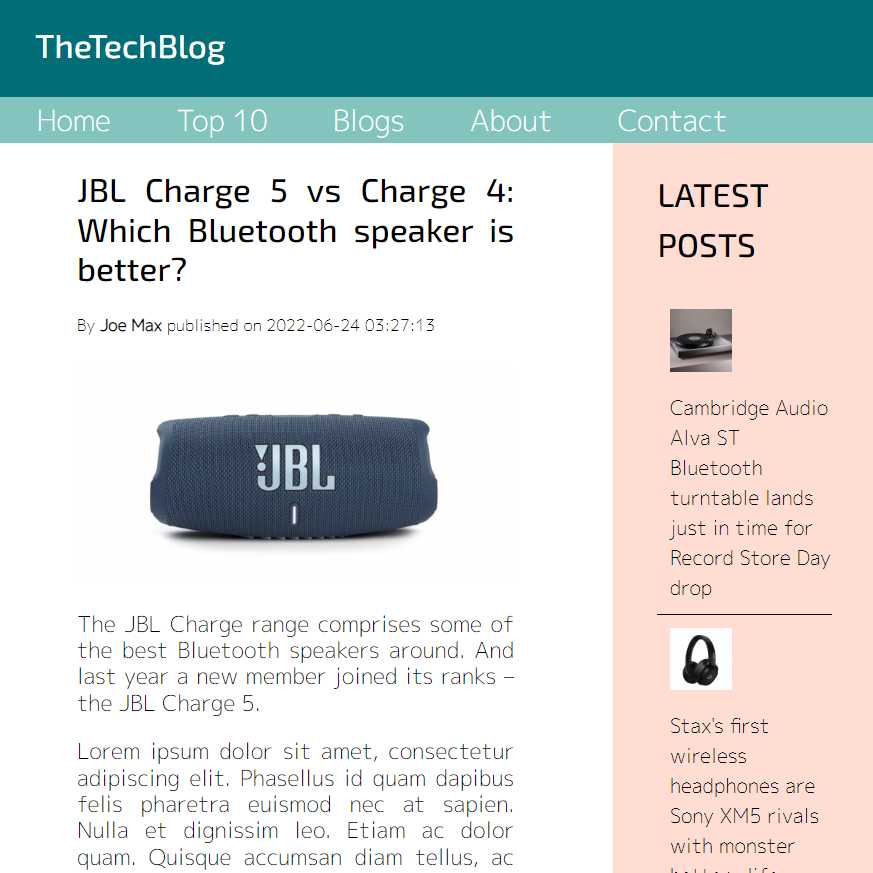 TheTechBlog
Home Top 10 Blogs About Contact
JBL Charge 5 vs Charge 4:
Which Bluetooth speaker is
better?
By Joe Max published on 2022-06-24 03:27:13
JBL
The JBL Charge range comprises some of
the best Bluetooth speakers around. And
last year a new member joined its ranks –
the JBL Charge 5.
Lorem ipsum dolor sit amet, consectetur
adipiscing elit. Phasellus id quam dapibus
felis pharetra euismod nec at sapien.
Nulla et dignissim leo. Etiam ac dolor
quam. Quisque accumsan diam tellus, ac
LATEST
POSTS
Cambridge Audio
Alva ST
Bluetooth
turntable lands
just in time for
Record Store Day
drop
Stax's first
wireless
headphones are
Sony XM5 rivals
with monster